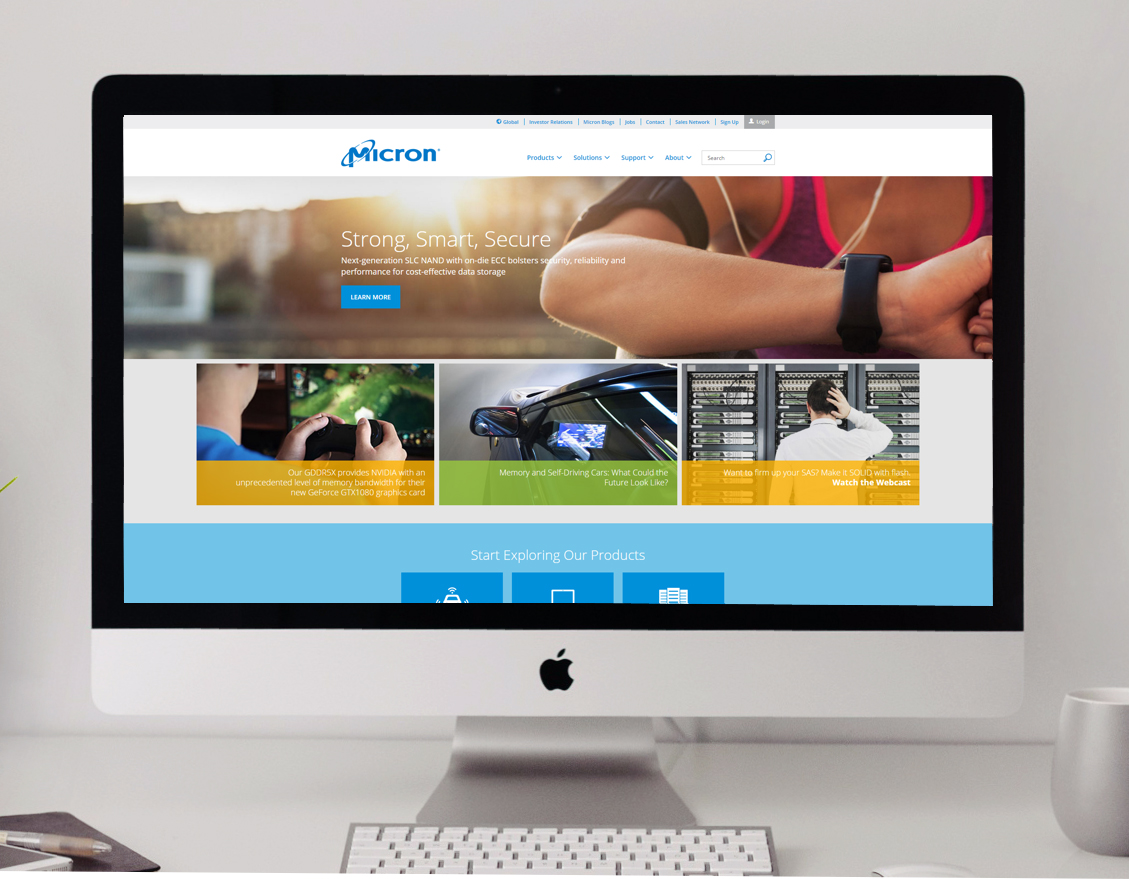 Global | Investor Relations | Micron Blogs | Jobs | Contact | Sales Network | Sign Up Login
Micron
Products Solutions Support About Search
Strong, Smart, Secure
Next-generation SLC NAND with on-die ECC bolsters security, reliability and
performance for cost-effective data storage
LEARN MORE
Our GDDR5X provides NVIDIA with an
unprecedented level of memory bandwidth for their
new GeForce GTX1080 graphics card
Memory and Self-Driving Cars: What Could the
Future Look Like?
Want to firm up your SAS? Make it SOLID with flash.
Watch the Webcast
Start Exploring Our Products